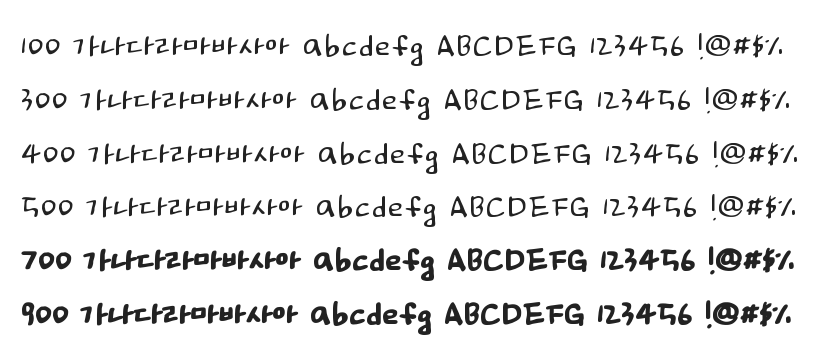 100 가나다라마바사아 abcdefg ABCDEFG 123456 !@#$%
300 가나다라마바사아 abcdefg ABCDEFG 123456 !@#$%
400 가나다라마바사아 abcdefg ABCDEFG 123456 !@#$%
500 가나다라마바사아 abcdefg ABCDEFG 123456 !@#$%
700 가나다라마바사아 abcdefg ABCDEFG 123456 !@#$%
900 가나다라마바사아 abcdefg ABCDEFG 123456 !@#$%